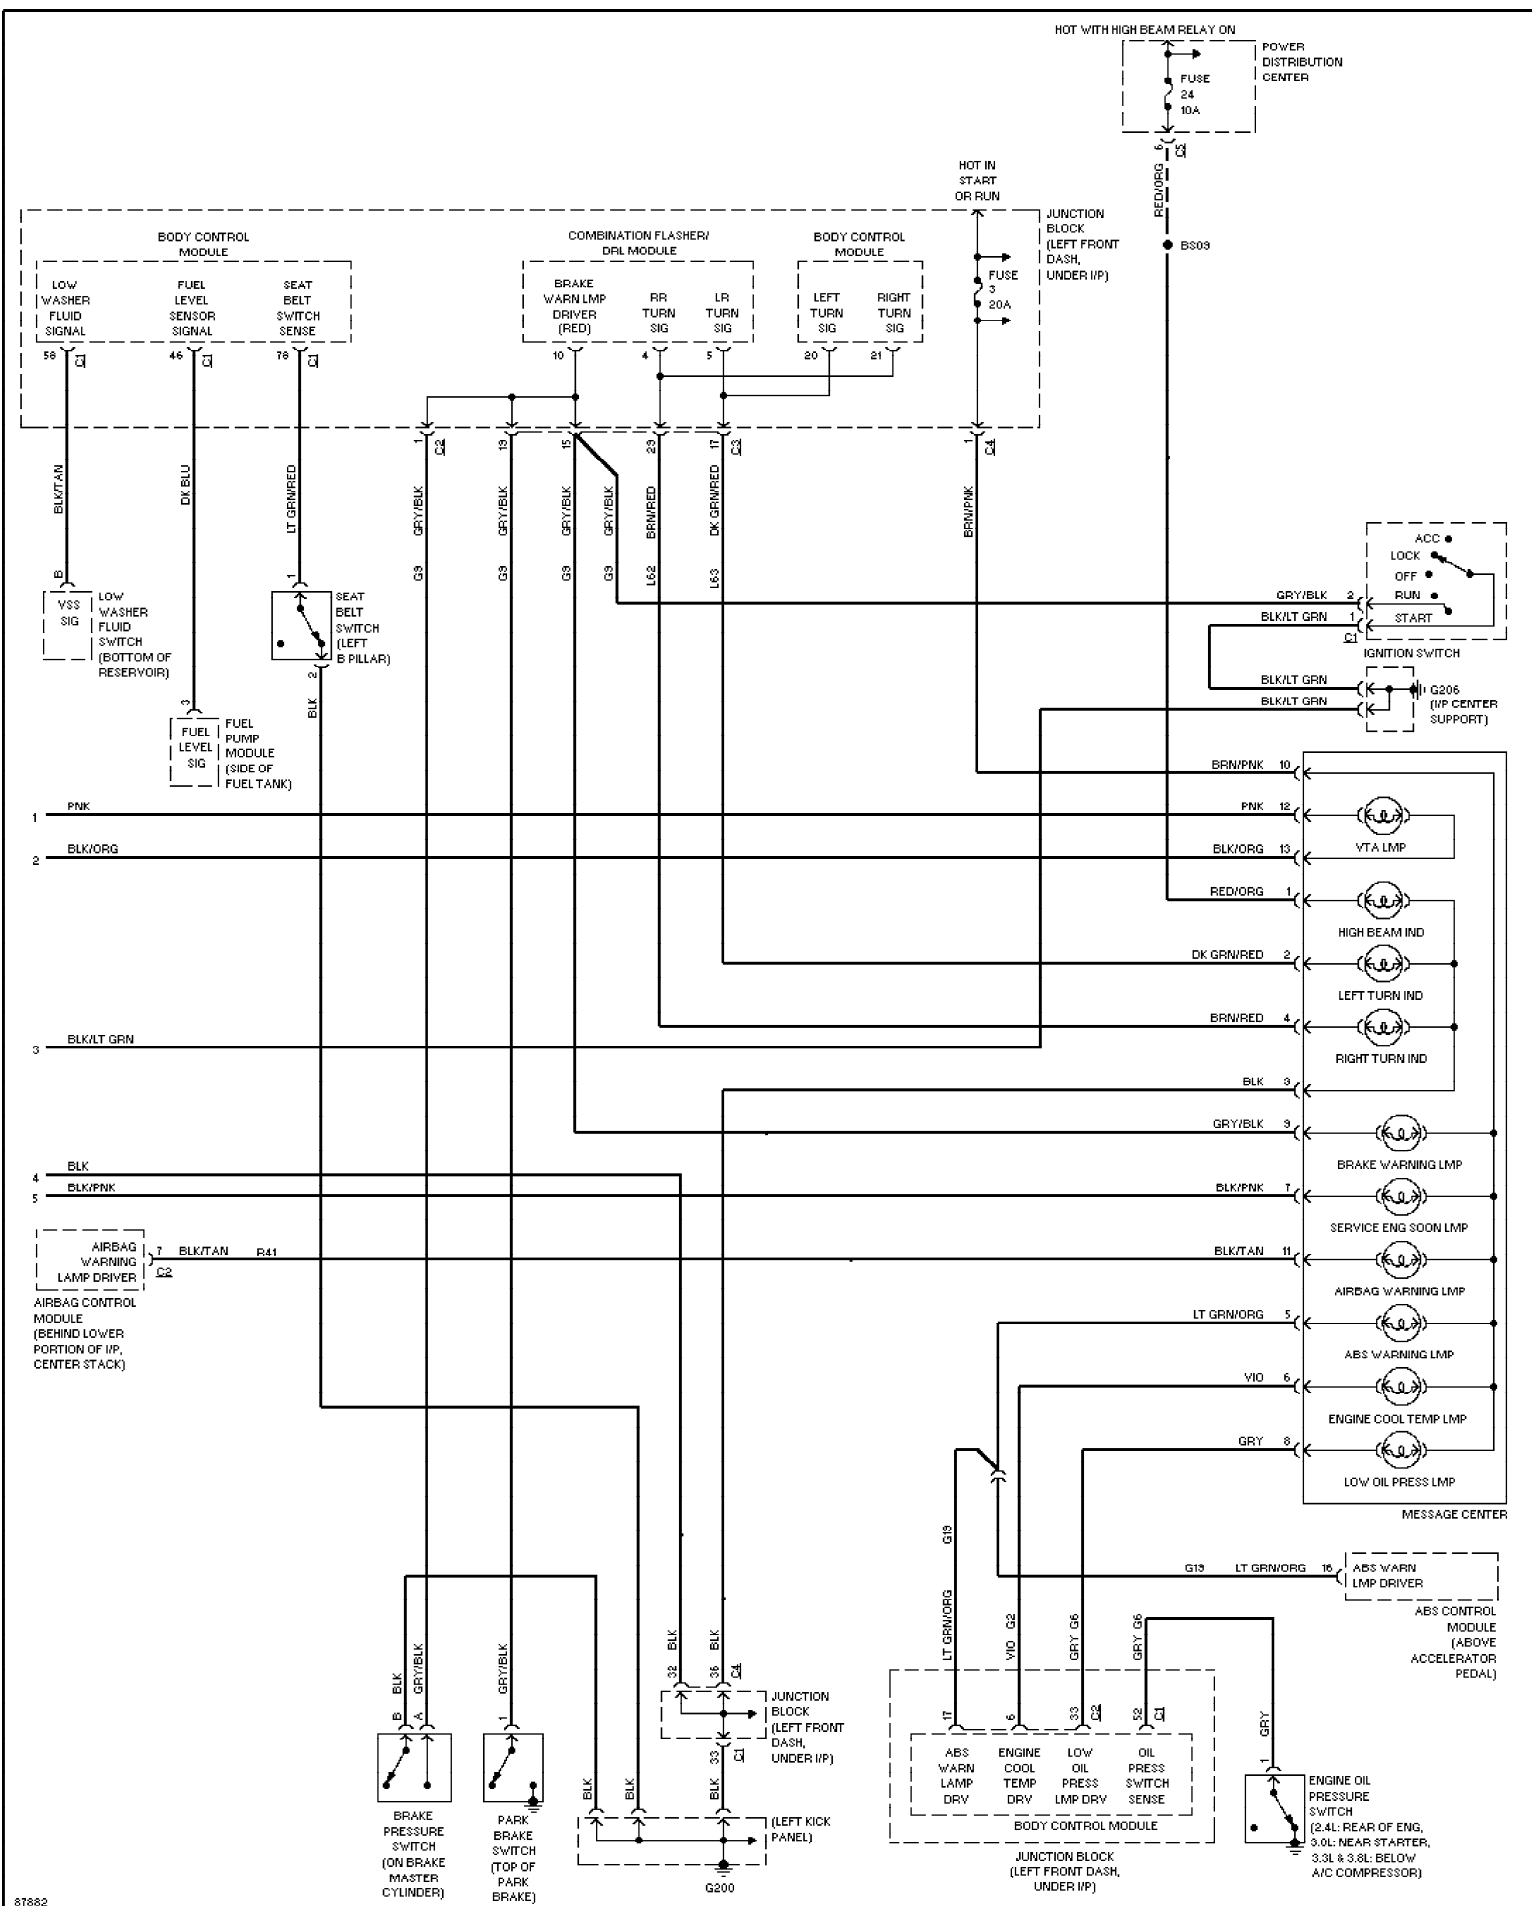 HOT WITH HIGH BEAM RELAY ON
POWER
DISTRIBUTION
CENTER
FUSE
24
10A
6
C5
RED/ORG
BS09
HOT IN
START
OR RUN
JUNCTION
BLOCK
(LEFT FRONT
DASH,
UNDER I/P)
FUSE
3
20A
BODY CONTROL
MODULE
LOW
WASHER
FLUID
SIGNAL
FUEL
LEVEL
SENSOR
SIGNAL
SEAT
BELT
SWITCH
SENSE
58
C1
46
C1
78
C1
COMBINATION FLASHER/
DRL MODULE
BRAKE
WARN LMP
DRIVER
(RED)
RR
TURN
SIG
LR
TURN
SIG
10
4
5
BODY CONTROL
MODULE
LEFT
TURN
SIG
RIGHT
TURN
SIG
20
21
1
C2
19
15
29
17
C3
1
C4
BLK/TAN
DK BLU
LT GRN/RED
GRY/BLK
GRY/BLK
GRY/BLK
GRY/BLK
BRN/RED
DK GRN/RED
BRN/PNK
G9
G9
G9
G9
L62
L63
B
VSS
SIG
LOW
WASHER
FLUID
SWITCH
(BOTTOM OF
RESERVOIR)
3
FUEL
LEVEL
SIG
FUEL
PUMP
MODULE
(SIDE OF
FUEL TANK)
1
SEAT
BELT
SWITCH
(LEFT
B PILLAR)
2
BLK
ACC
LOCK
OFF
RUN
START
GRY/BLK 2
BLK/LT GRN 1
C1
IGNITION SWITCH
BLK/LT GRN
BLK/LT GRN
G206
(I/P CENTER
SUPPORT)
BRN/PNK 10
1 PNK
PNK 12
VTA LMP
2 BLK/ORG
BLK/ORG 13
RED/ORG 1
HIGH BEAM IND
DK GRN/RED 2
LEFT TURN IND
BRN/RED 4
RIGHT TURN IND
3 BLK/LT GRN
BLK 3
GRY/BLK 9
BRAKE WARNING LMP
4 BLK
5 BLK/PNK
BLK/PNK 7
SERVICE ENG SOON LMP
AIRBAG
WARNING
LAMP DRIVER
7 BLK/TAN R41
C2
AIRBAG CONTROL
MODULE
(BEHIND LOWER
PORTION OF I/P,
CENTER STACK)
BLK/TAN 11
AIRBAG WARNING LMP
LT GRN/ORG 5
ABS WARNING LMP
VIO 6
ENGINE COOL TEMP LMP
GRY 8
LOW OIL PRESS LMP
MESSAGE CENTER
G19 LT GRN/ORG 16
ABS WARN
LMP DRIVER
ABS CONTROL
MODULE
(ABOVE
ACCELERATOR
PEDAL)
G19
LT GRN/ORG
VIO G2
GRY G6
GRY G6
17
6
33
C2
52
C1
ABS
WARN
LAMP
DRV
ENGINE
COOL
TEMP
DRV
LOW
OIL
PRESS
LMP DRV
OIL
PRESS
SWITCH
SENSE
BODY CONTROL MODULE
JUNCTION BLOCK
(LEFT FRONT DASH,
UNDER I/P)
GRY
1
ENGINE OIL
PRESSURE
SWITCH
(2.4L: REAR OF ENG,
3.0L: NEAR STARTER,
3.3L & 3.8L: BELOW
A/C COMPRESSOR)
BLK
GRY/BLK
B
A
BRAKE
PRESSURE
SWITCH
(ON BRAKE
MASTER
CYLINDER)
GRY/BLK
1
PARK
BRAKE
SWITCH
(TOP OF
PARK
BRAKE)
32
BLK
36
BLK
C4
JUNCTION
BLOCK
(LEFT FRONT
DASH,
UNDER I/P)
33
C1
BLK
BLK
BLK
(LEFT KICK
PANEL)
G200
87882